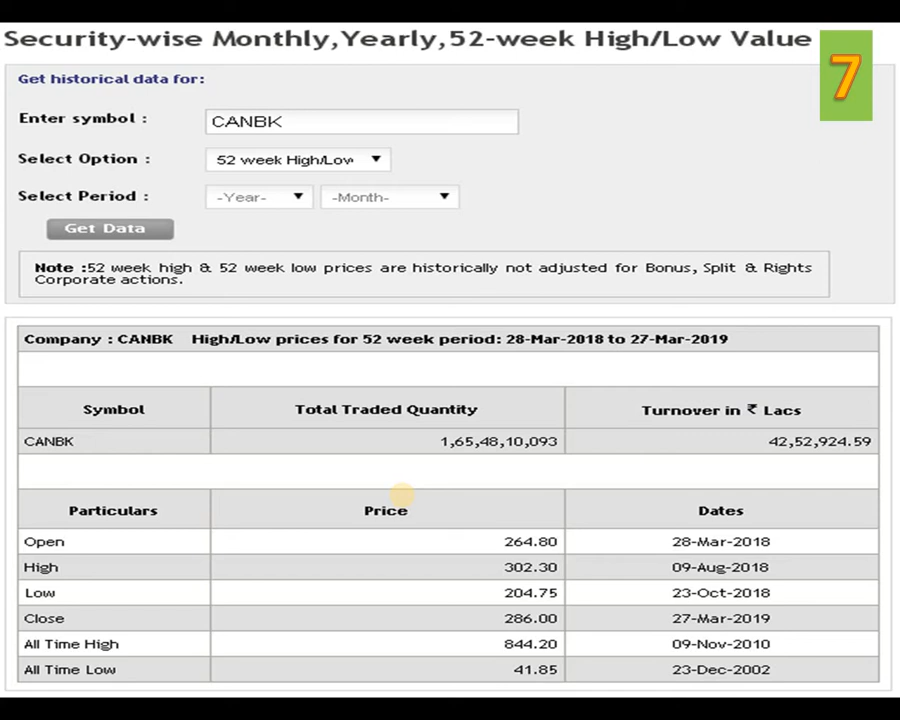 Security-wise Monthly,Yearly,52-week High/Low Value
7
Get historical data for:
Enter symbol : CANBK
Select Option : 52 week High/Low
Select Period : -Year- -Month-
Get Data
Note :52 week high & 52 week low prices are historically not adjusted for Bonus, Split & Rights
Corporate actions.
Company : CANBK High/Low prices for 52 week period: 28-Mar-2018 to 27-Mar-2019
Symbol Total Traded Quantity Turnover in ₹ Lacs
CANBK 1,65,48,10,093 42,52,924.59
Particulars Price Dates
Open 264.80 28-Mar-2018
High 302.30 09-Aug-2018
Low 204.75 23-Oct-2018
Close 286.00 27-Mar-2019
All Time High 844.20 09-Nov-2010
All Time Low 41.85 23-Dec-2002